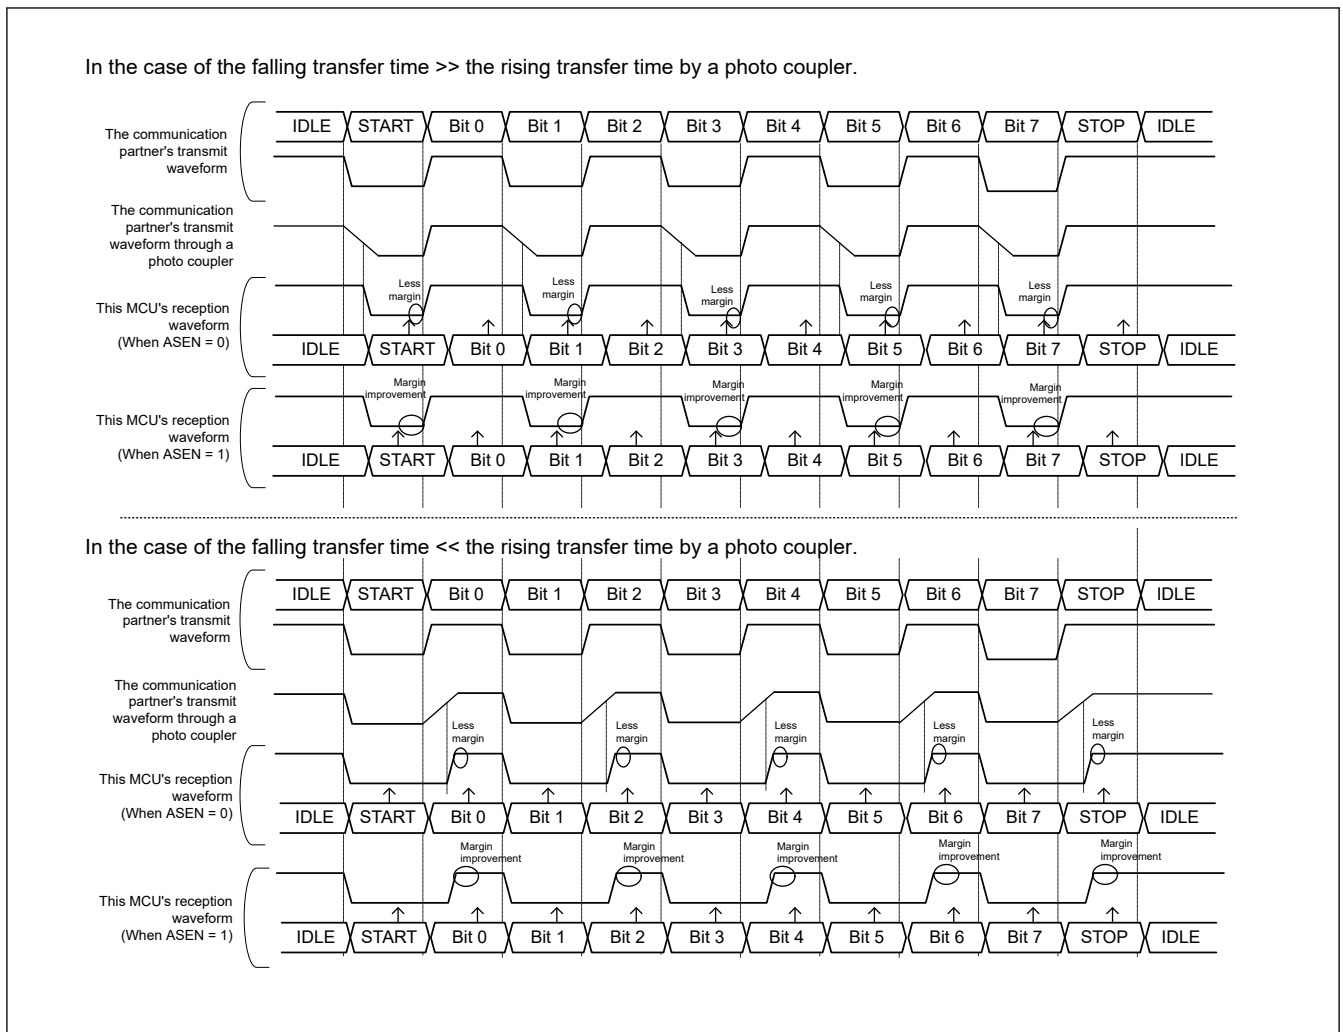 In the case of the falling transfer time >> the rising transfer time by a photo coupler.
The communication
partner's transmit
waveform
IDLE START Bit 0 Bit 1 Bit 2 Bit 3 Bit 4 Bit 5 Bit 6 Bit 7 STOP IDLE
The communication
partner's transmit
waveform through a
photo coupler
This MCU's reception
waveform
(When ASEN = 0)
Less
margin
Less
margin
Less
margin
Less
margin
Less
margin
IDLE START Bit 0 Bit 1 Bit 2 Bit 3 Bit 4 Bit 5 Bit 6 Bit 7 STOP IDLE
This MCU's reception
waveform
(When ASEN = 1)
Margin
improvement
Margin
improvement
Margin
improvement
Margin
improvement
Margin
improvement
IDLE START Bit 0 Bit 1 Bit 2 Bit 3 Bit 4 Bit 5 Bit 6 Bit 7 STOP IDLE
In the case of the falling transfer time << the rising transfer time by a photo coupler.
The communication
partner's transmit
waveform
IDLE START Bit 0 Bit 1 Bit 2 Bit 3 Bit 4 Bit 5 Bit 6 Bit 7 STOP IDLE
The communication
partner's transmit
waveform through a
photo coupler
Less
margin
Less
margin
Less
margin
Less
margin
Less
margin
This MCU's reception
waveform
(When ASEN = 0)
IDLE START Bit 0 Bit 1 Bit 2 Bit 3 Bit 4 Bit 5 Bit 6 Bit 7 STOP IDLE
Margin
improvement
Margin
improvement
Margin
improvement
Margin
improvement
Margin
improvement
This MCU's reception
waveform
(When ASEN = 1)
IDLE START Bit 0 Bit 1 Bit 2 Bit 3 Bit 4 Bit 5 Bit 6 Bit 7 STOP IDLE